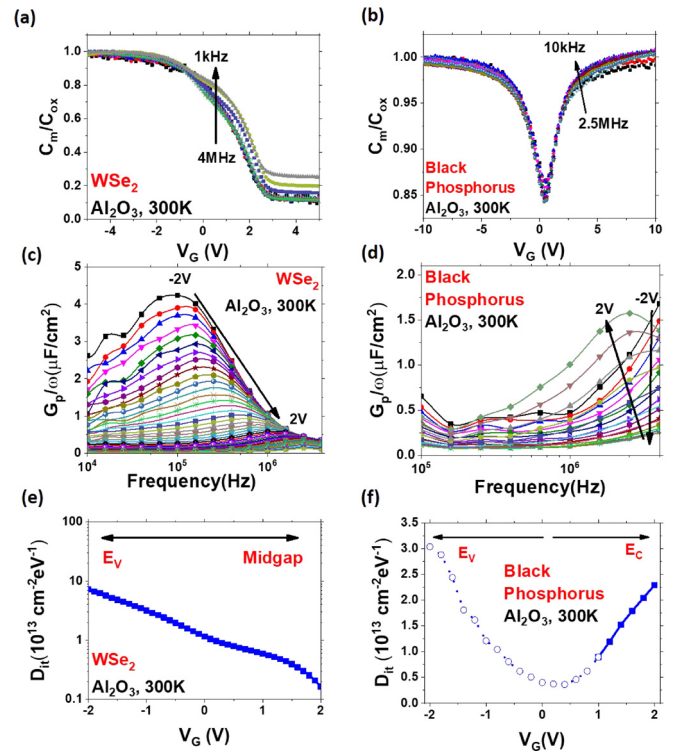 (a)
1.0
0.8
0.6
0.4
0.2
0.0
C_m/C_ox
1kHz
4MHz
WSe₂
Al₂O₃, 300K
-4
-2
0
2
4
V_G (V)
(b)
1.00
0.95
0.90
0.85
C_m/C_ox
10kHz
2.5MHz
Black
Phosphorus
Al₂O₃, 300K
-10
-5
0
5
10
V_G (V)
(c)
5
4
3
2
1
0
G_p/ω(μF/cm²)
-2V
WSe₂
Al₂O₃, 300K
2V
10⁴
10⁵
10⁶
Frequency(Hz)
(d)
2.0
1.5
1.0
0.5
0.0
G_p/ω(μF/cm²)
Black
Phosphorus
Al₂O₃, 300K
2V
-2V
10⁵
10⁶
Frequency(Hz)
(e)
100
10
1
0.1
D_it(10¹³ cm⁻²eV⁻¹)
E_V
Midgap
WSe₂
Al₂O₃, 300K
-2
-1
0
1
2
V_G (V)
(f)
3.5
3.0
2.5
2.0
1.5
1.0
0.5
0.0
D_it (10¹³ cm⁻²eV⁻¹)
E_V
E_C
Black
Phosphorus
Al₂O₃, 300K
-2
-1
0
1
2
V_G(V)